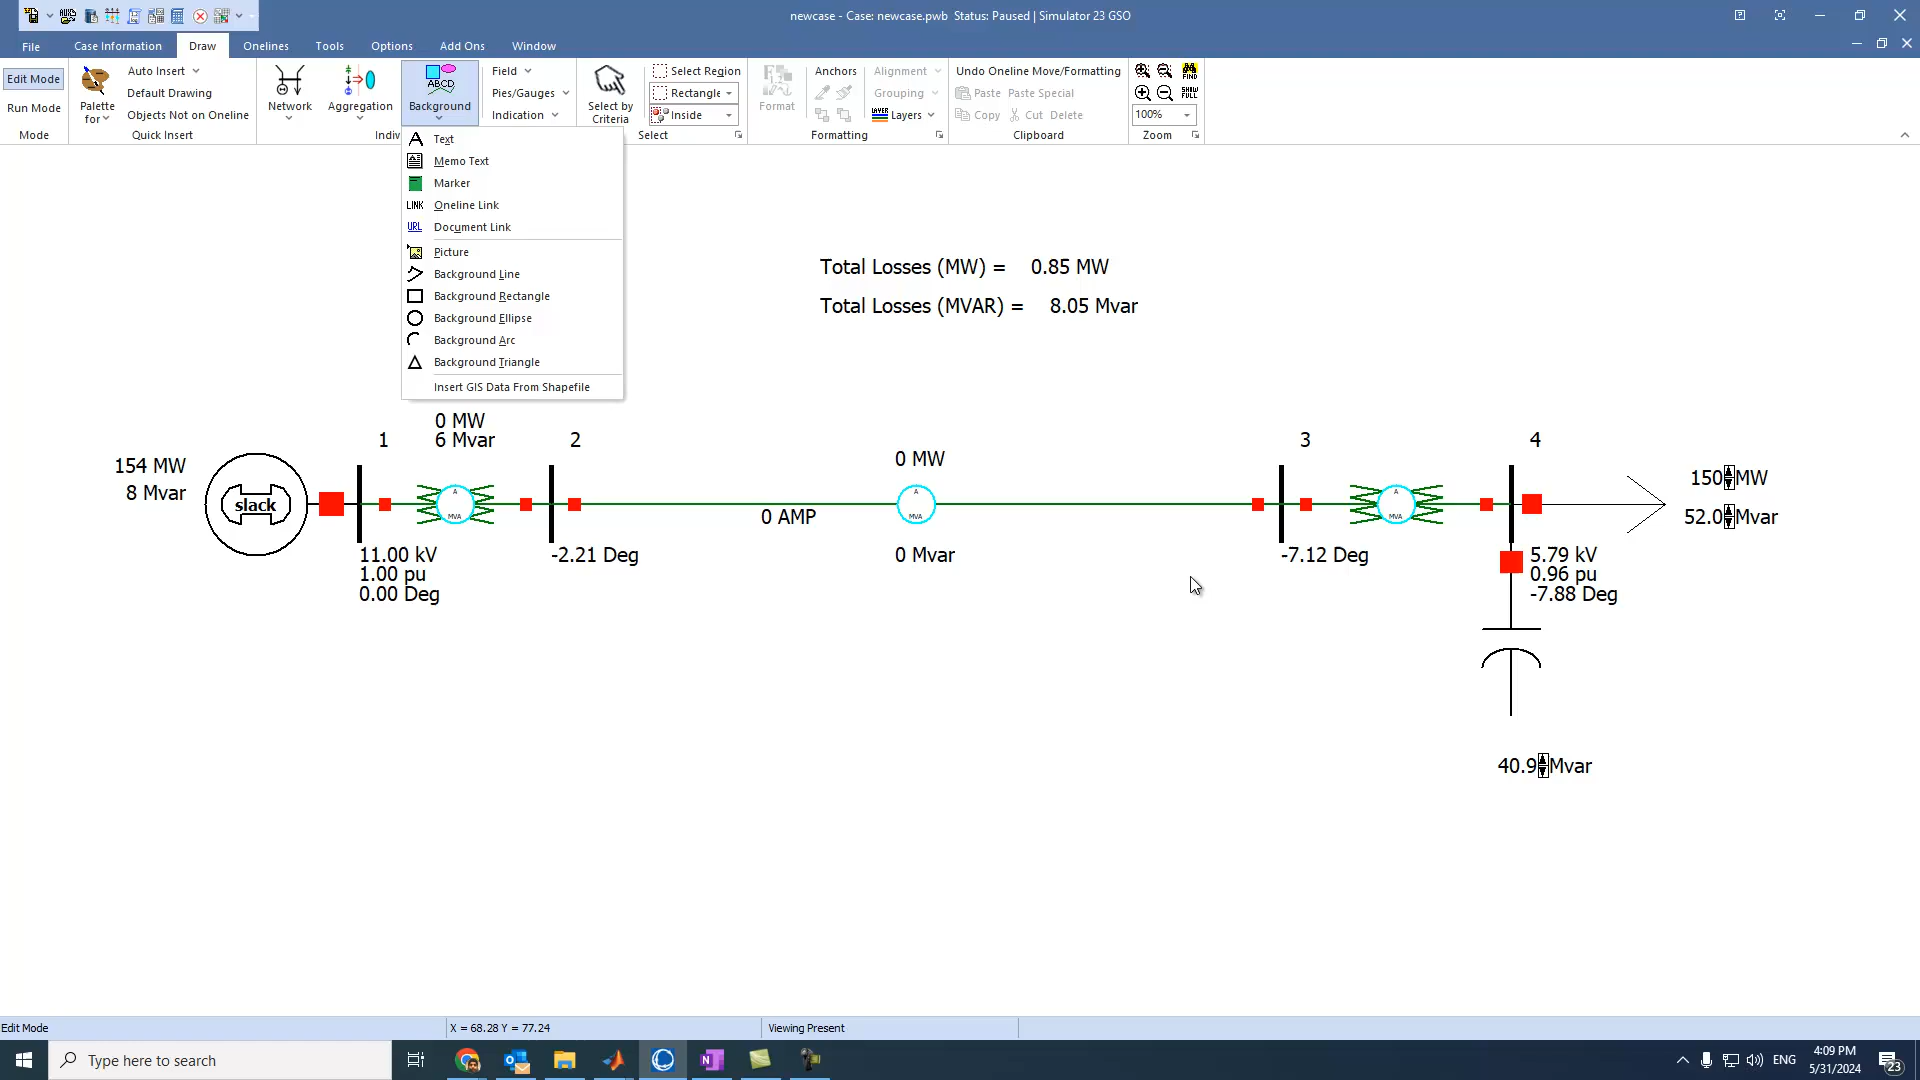 newcase - Case: newcase.pwb Status: Paused | Simulator 23 GSO
File Case Information Draw Onelines Tools Options Add Ons Window
Edit Mode
Run Mode
Mode
Palette for
Auto Insert
Default Drawing
Objects Not on Oneline
Quick Insert
Network
Aggregation
ABCD
Background
Field
Pies/Gauges
Indication
Indiv
Select by Criteria
Select Region
Rectangle
Inside
Select
Format
Anchors
Alignment
Grouping
LAYER
Layers
Formatting
Undo Oneline Move/Formatting
Paste Paste Special
Copy Cut Delete
Clipboard
FIND
SHOW FULL
100%
Zoom
Text
Memo Text
Marker
LINK Oneline Link
URL Document Link
Picture
Background Line
Background Rectangle
Background Ellipse
Background Arc
Background Triangle
Insert GIS Data From Shapefile
Total Losses (MW) = 0.85 MW
Total Losses (MVAR) = 8.05 Mvar
0 MW
1 6 Mvar 2
3 4
154 MW
8 Mvar
slack
A
MVA
0 MW
A
MVA
0 AMP
0 Mvar
A
MVA
150 MW
52.0 Mvar
11.00 kV
1.00 pu
0.00 Deg
-2.21 Deg
-7.12 Deg
5.79 kV
0.96 pu
-7.88 Deg
40.9 Mvar
Edit Mode X = 68.28 Y = 77.24 Viewing Present
Type here to search
ENG
4:09 PM
5/31/2024
23